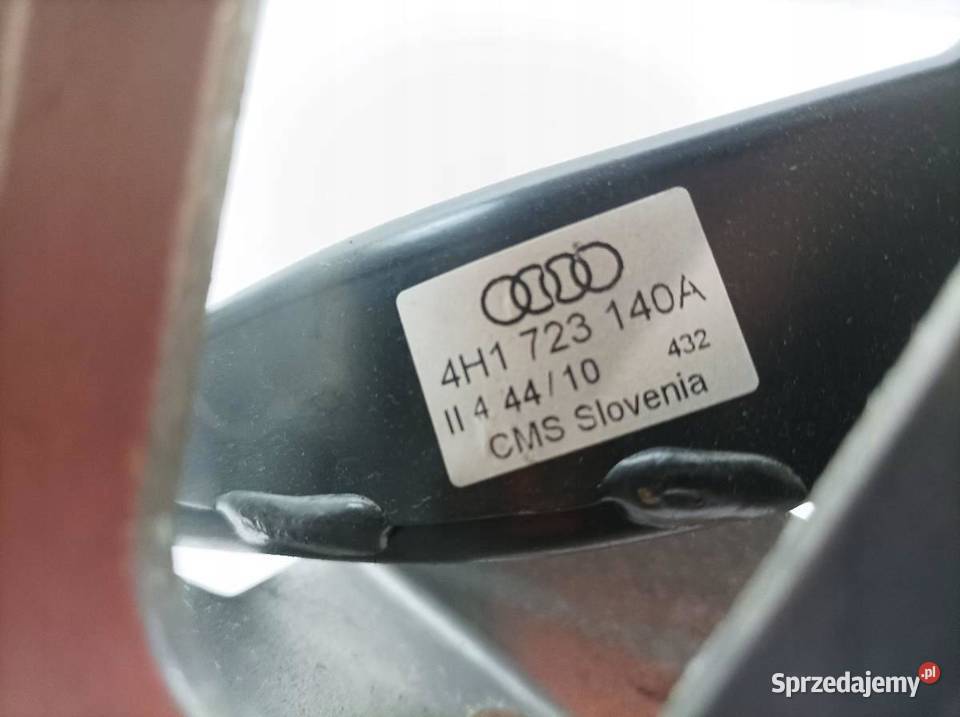 4H1 723 140A
II 4 44/10 432
CMS Slovenia
Sprzedajemy.pl